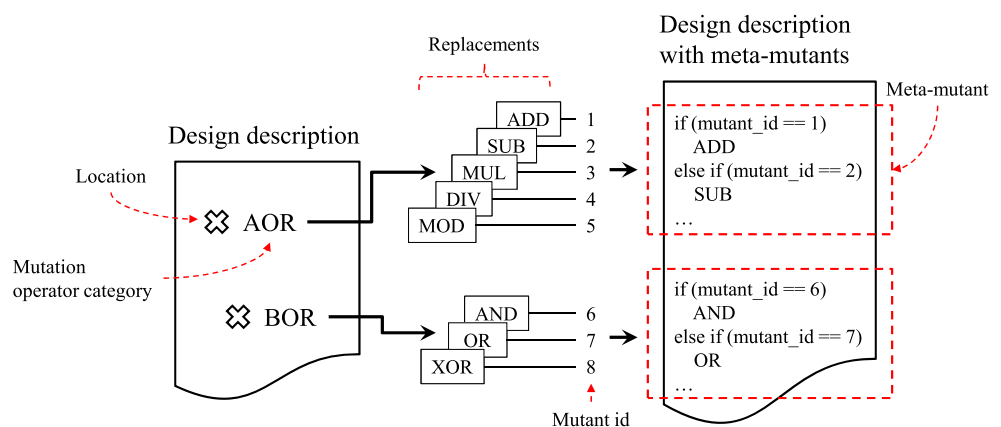 Design description
Location
AOR
Mutation
operator category
BOR
Replacements
ADD
1
SUB
2
MUL
3
DIV
4
MOD
5
AND
6
OR
7
XOR
8
Mutant id
Design description
with meta-mutants
Meta-mutant
if (mutant_id == 1)
ADD
else if (mutant_id == 2)
SUB
…
if (mutant_id == 6)
AND
else if (mutant_id == 7)
OR
…